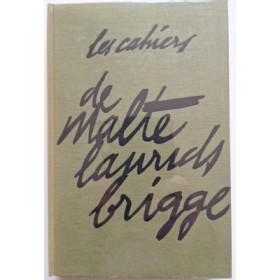 les cahiers
de
malte
laurids
brigge